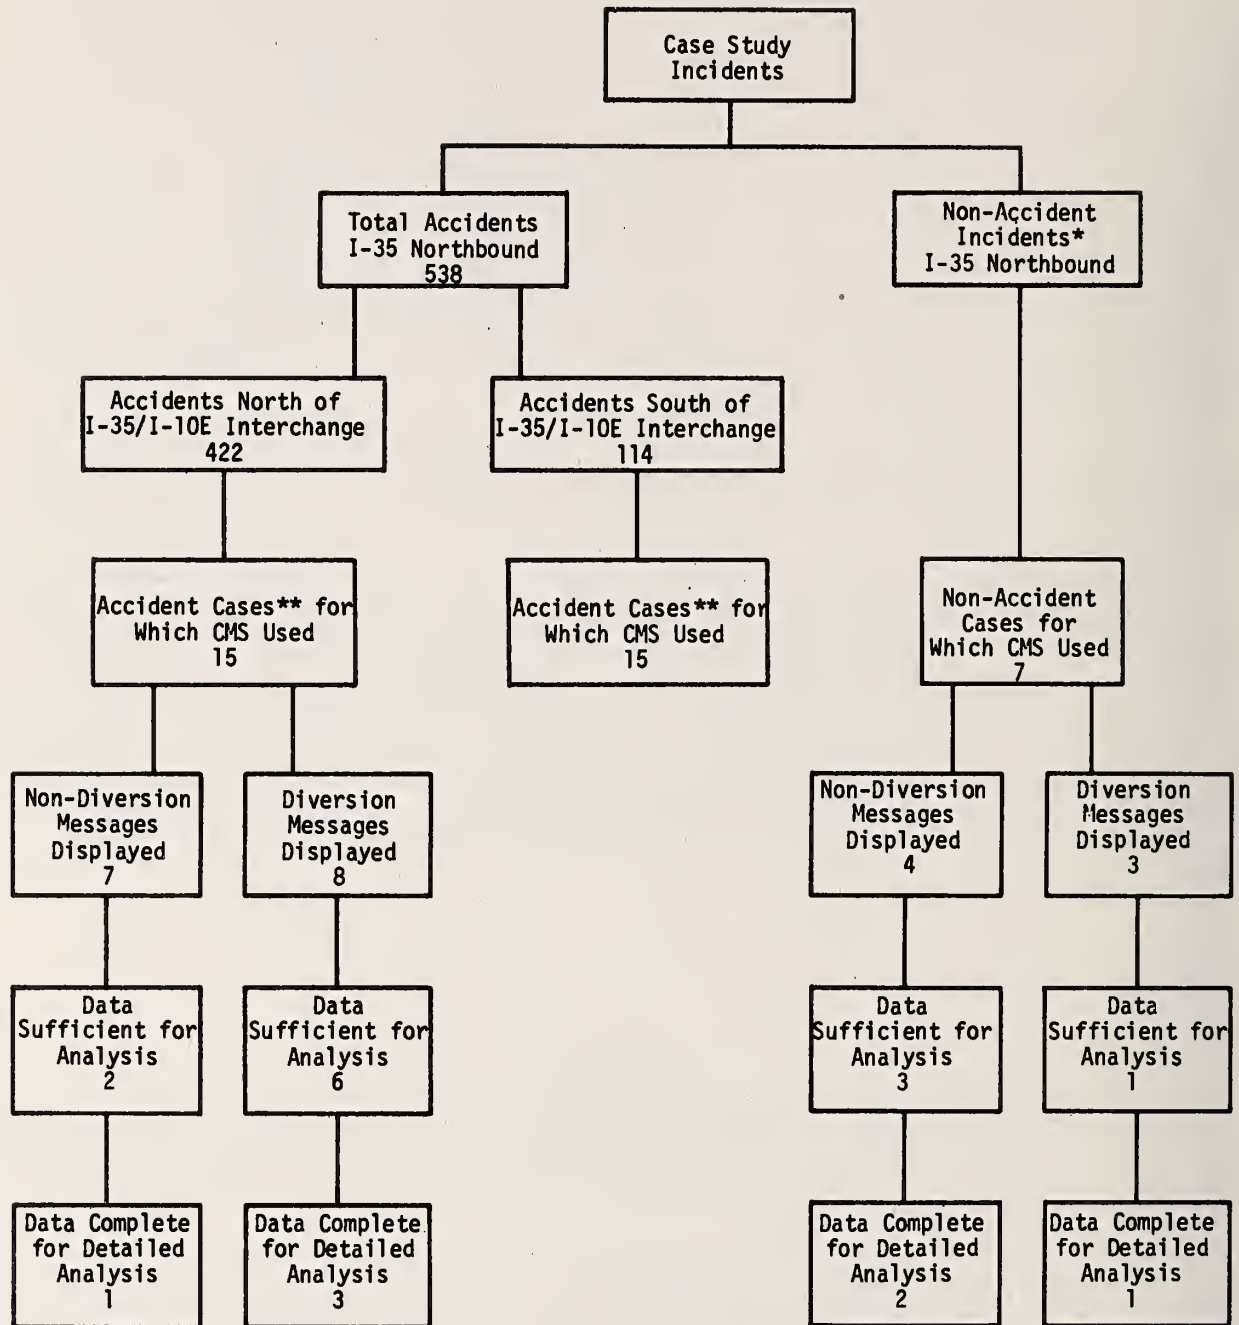 Case Study
Incidents
Total Accidents
I-35 Northbound
538
Non-Accident
Incidents*
I-35 Northbound
Accidents North of
I-35/I-10E Interchange
422
Accidents South of
I-35/I-10E Interchange
114
Accident Cases** for
Which CMS Used
15
Accident Cases** for
Which CMS Used
15
Non-Accident
Cases for
Which CMS Used
7
Non-Diversion
Messages
Displayed
7
Diversion
Messages
Displayed
8
Non-Diversion
Messages
Displayed
4
Diversion
Messages
Displayed
3
Data
Sufficient for
Analysis
2
Data
Sufficient for
Analysis
6
Data
Sufficient for
Analysis
3
Data
Sufficient for
Analysis
1
Data Complete
for Detailed
Analysis
1
Data Complete
for Detailed
Analysis
3
Data Complete
for Detailed
Analysis
2
Data Complete
for Detailed
Analysis
1